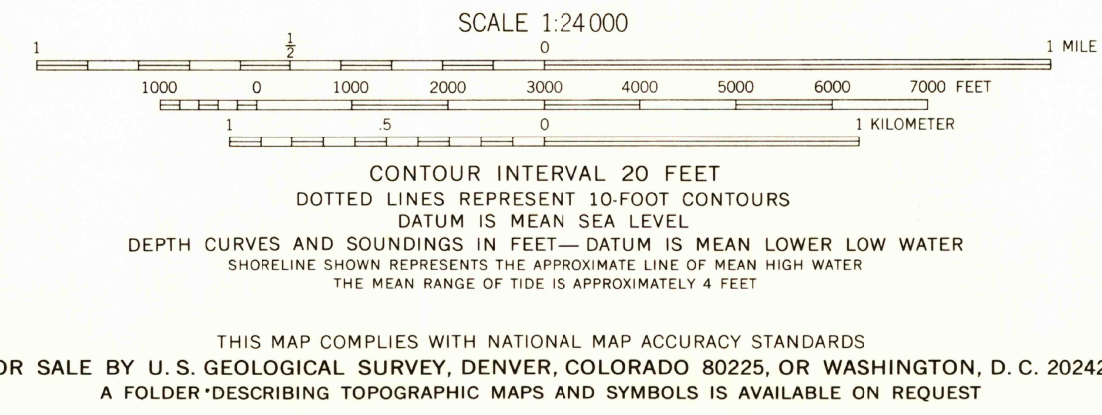 SCALE 1:24 000
1 ½ 0 1 MILE
1000 0 1000 2000 3000 4000 5000 6000 7000 FEET
1 .5 0 1 KILOMETER
CONTOUR INTERVAL 20 FEET
DOTTED LINES REPRESENT 10-FOOT CONTOURS
DATUM IS MEAN SEA LEVEL
DEPTH CURVES AND SOUNDINGS IN FEET—DATUM IS MEAN LOWER LOW WATER
SHORELINE SHOWN REPRESENTS THE APPROXIMATE LINE OF MEAN HIGH WATER
THE MEAN RANGE OF TIDE IS APPROXIMATELY 4 FEET
THIS MAP COMPLIES WITH NATIONAL MAP ACCURACY STANDARDS
OR SALE BY U. S. GEOLOGICAL SURVEY, DENVER, COLORADO 80225, OR WASHINGTON, D. C. 20242
A FOLDER DESCRIBING TOPOGRAPHIC MAPS AND SYMBOLS IS AVAILABLE ON REQUEST